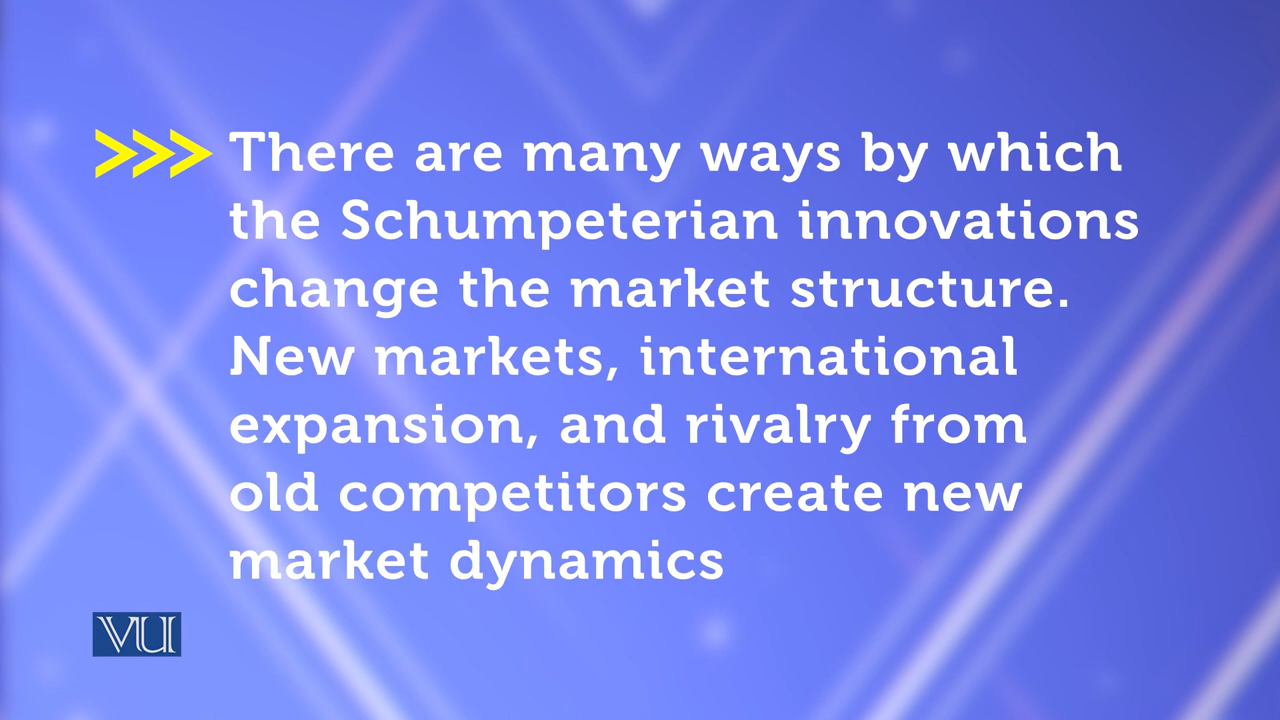 >>> There are many ways by which
the Schumpeterian innovations
change the market structure.
New markets, international
expansion, and rivalry from
old competitors create new
market dynamics
VU